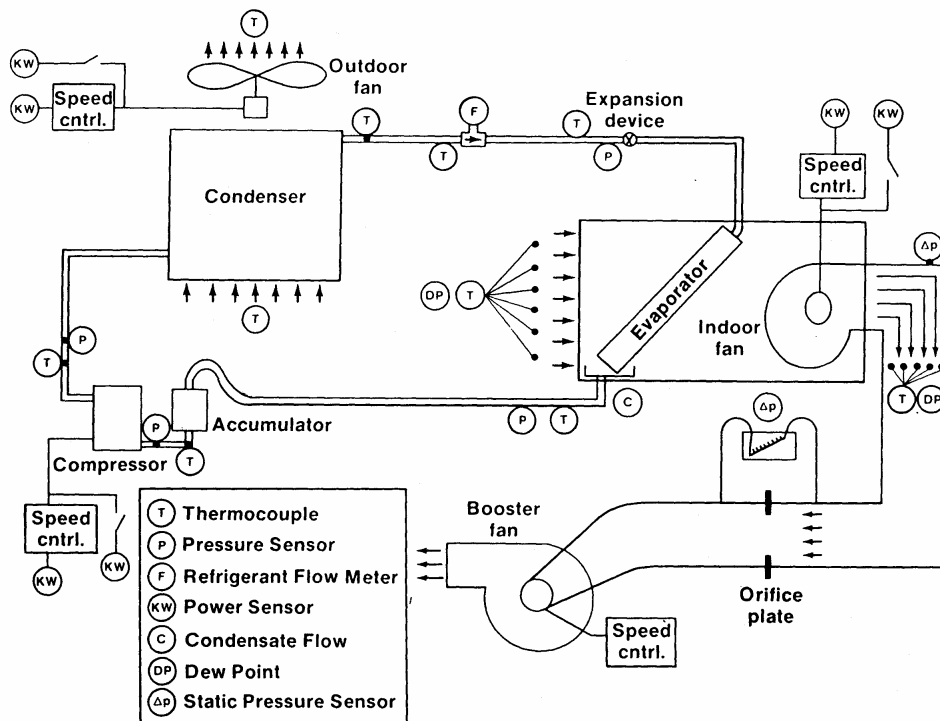 T
KW
Outdoor
fan
Speed
cntrl.
KW
T
F
T
Expansion
device
T
P
KW
KW
Speed
cntrl.
Condenser
Δp
DP
T
Evaporator
Indoor
fan
T
P
T
T
DP
C
P
T
Δp
Accumulator
P
T
Compressor
Speed
cntrl.
KW
KW
T Thermocouple
P Pressure Sensor
F Refrigerant Flow Meter
KW Power Sensor
C Condensate Flow
DP Dew Point
Δp Static Pressure Sensor
Booster
fan
Orifice
plate
Speed
cntrl.